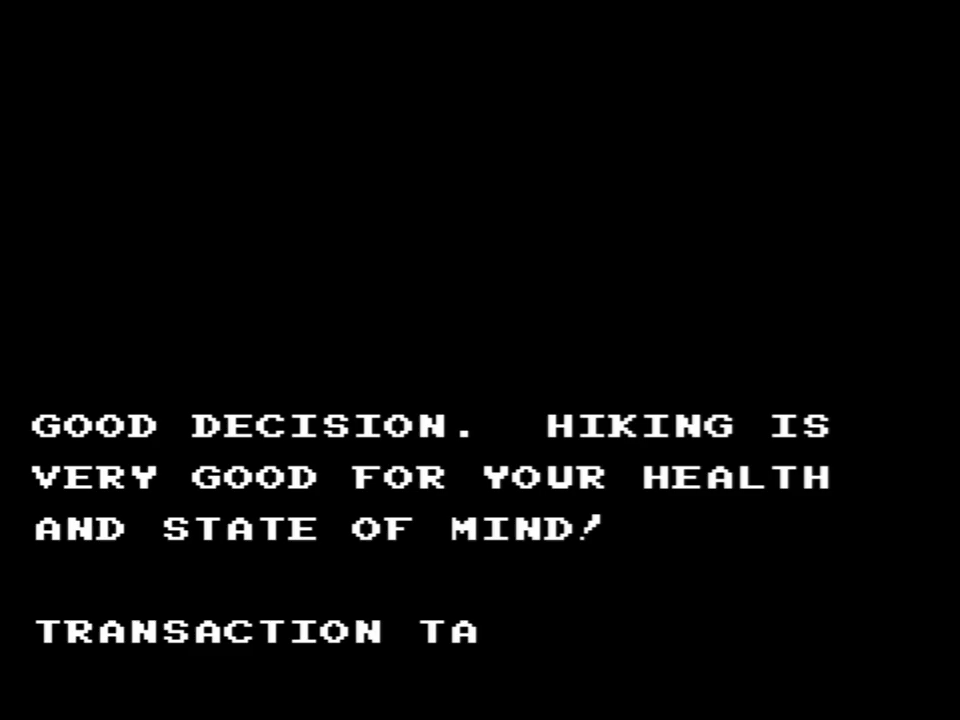 GOOD DECISION.  HIKING IS
VERY GOOD FOR YOUR HEALTH
AND STATE OF MIND!
TRANSACTION TA